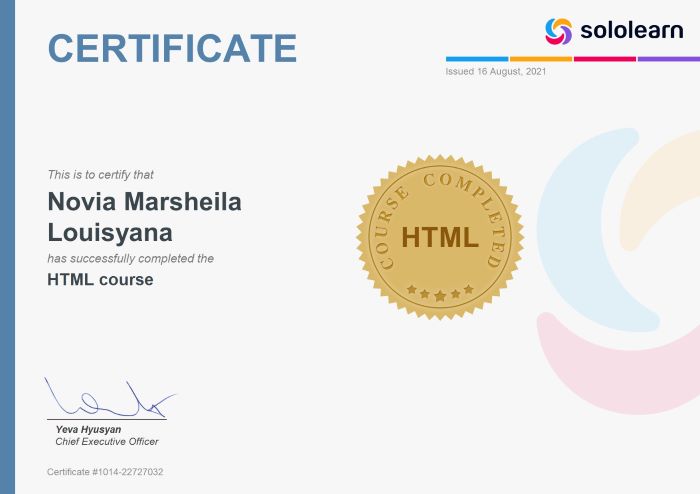 CERTIFICATE
sololearn
Issued 16 August, 2021
This is to certify that
Novia Marsheila
Louisyana
has successfully completed the
HTML course
COURSE COMPLETED
HTML
Yeva Hyusyan
Chief Executive Officer
Certificate #1014-22727032